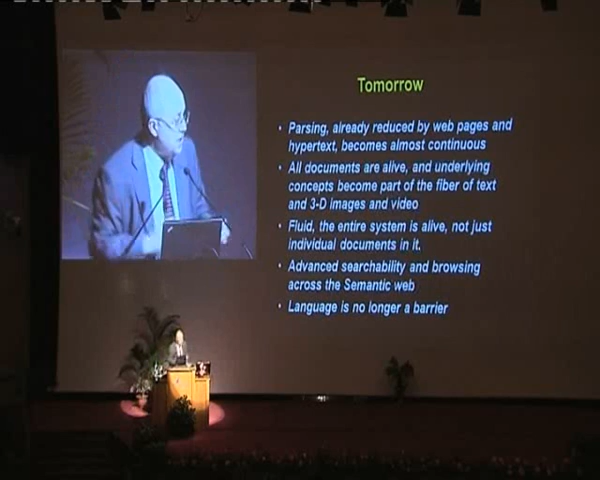 Tomorrow
• Parsing, already reduced by web pages and
hypertext, becomes almost continuous
• All documents are alive, and underlying
concepts become part of the fiber of text
and 3-D images and video
• Fluid, the entire system is alive, not just
individual documents in it.
• Advanced searchability and browsing
across the Semantic web
• Language is no longer a barrier